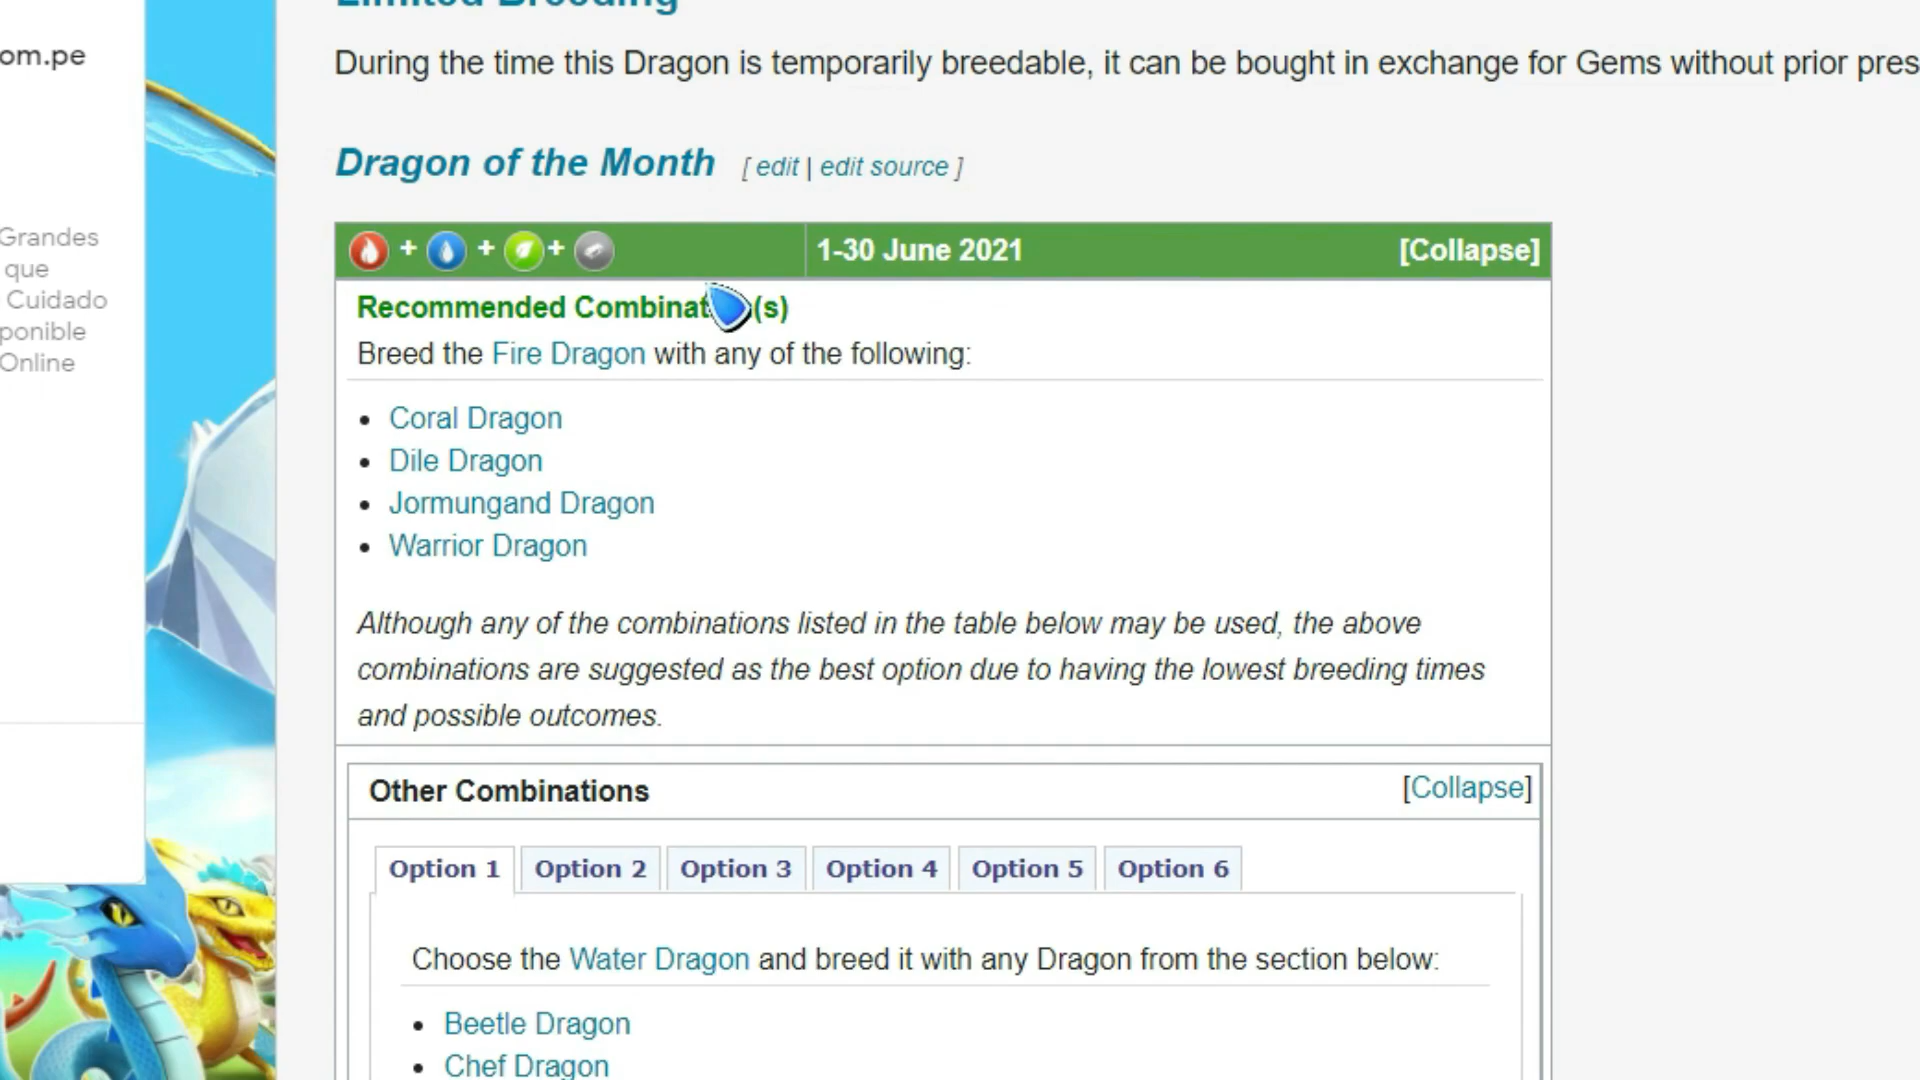 Limited Breeding
om.pe
During the time this Dragon is temporarily breedable, it can be bought in exchange for Gems without prior pres
Dragon of the Month [ edit | edit source ]
Grandes
que
Cuidado
ponible
Online
+ + + 1-30 June 2021 [Collapse]
Recommended Combinat (s)
Breed the Fire Dragon with any of the following:
• Coral Dragon
• Dile Dragon
• Jormungand Dragon
• Warrior Dragon
Although any of the combinations listed in the table below may be used, the above
combinations are suggested as the best option due to having the lowest breeding times
and possible outcomes.
Other Combinations [Collapse]
Option 1 Option 2 Option 3 Option 4 Option 5 Option 6
Choose the Water Dragon and breed it with any Dragon from the section below:
• Beetle Dragon
• Chef Dragon